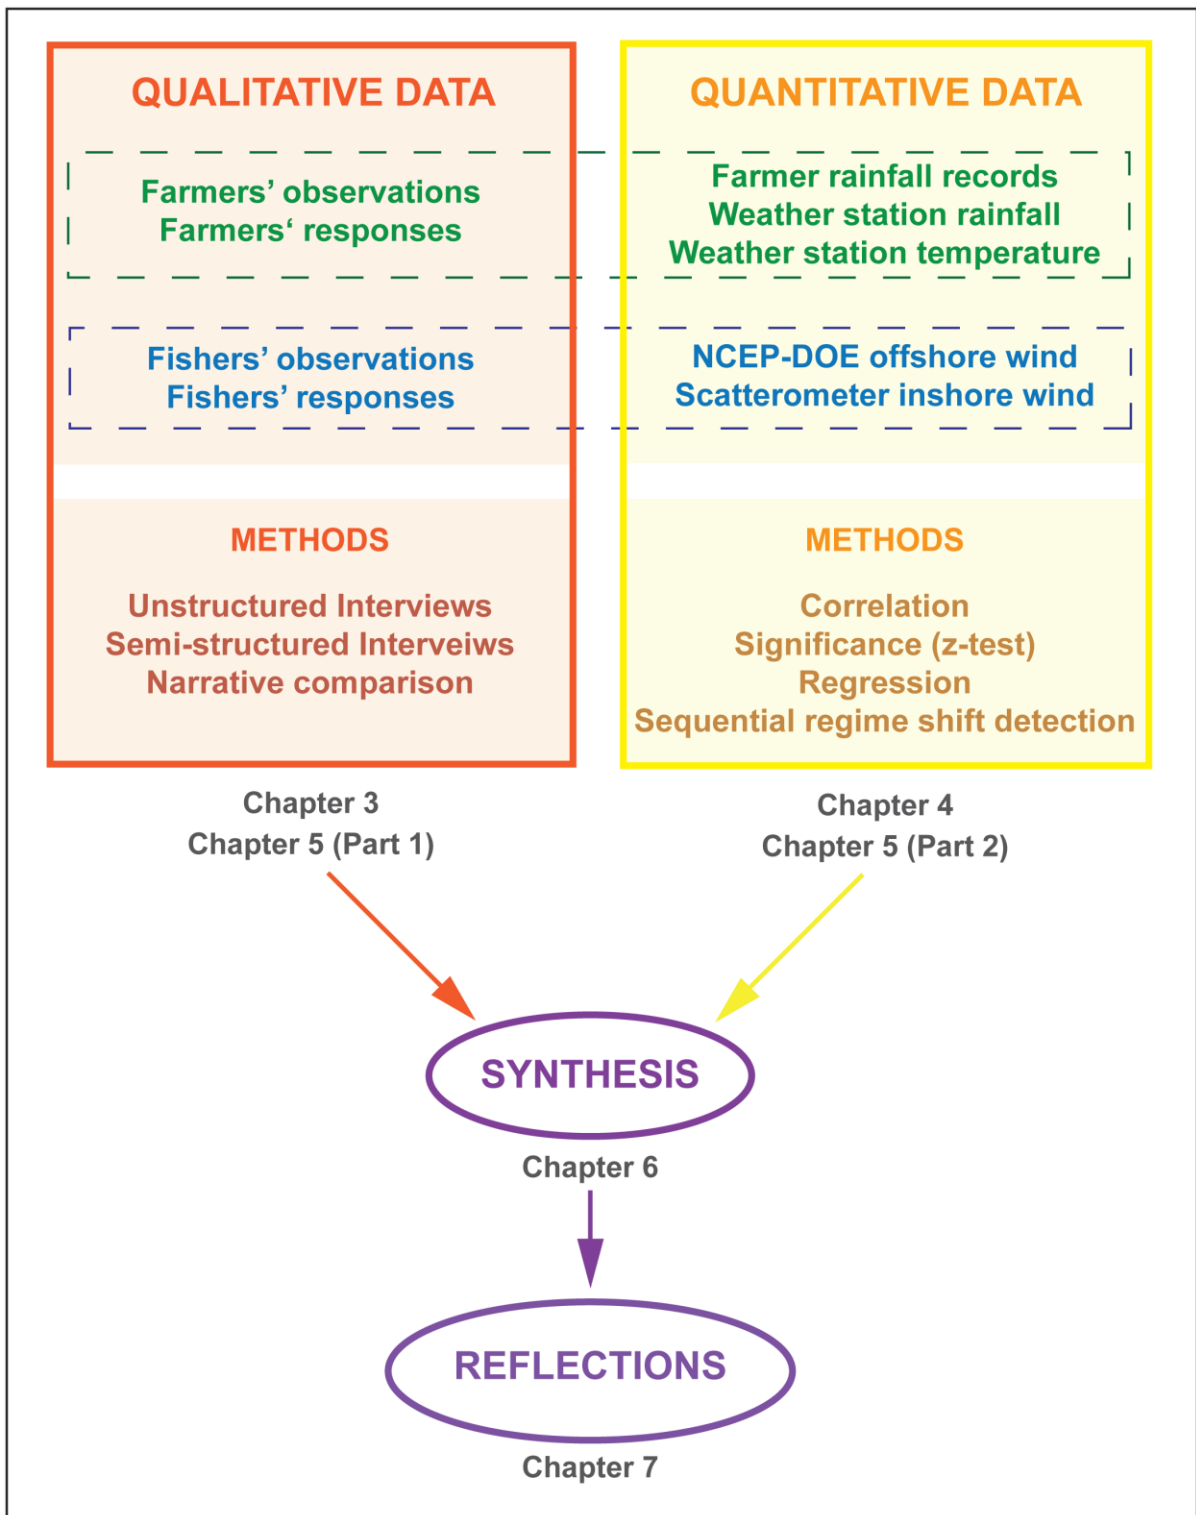 QUALITATIVE DATA
Farmers’ observations
Farmers‘ responses
Fishers’ observations
Fishers’ responses
METHODS
Unstructured Interviews
Semi-structured Interveiws
Narrative comparison
Chapter 3
Chapter 5 (Part 1)
QUANTITATIVE DATA
Farmer rainfall records
Weather station rainfall
Weather station temperature
NCEP-DOE offshore wind
Scatterometer inshore wind
METHODS
Correlation
Significance (z-test)
Regression
Sequential regime shift detection
Chapter 4
Chapter 5 (Part 2)
SYNTHESIS
Chapter 6
REFLECTIONS
Chapter 7